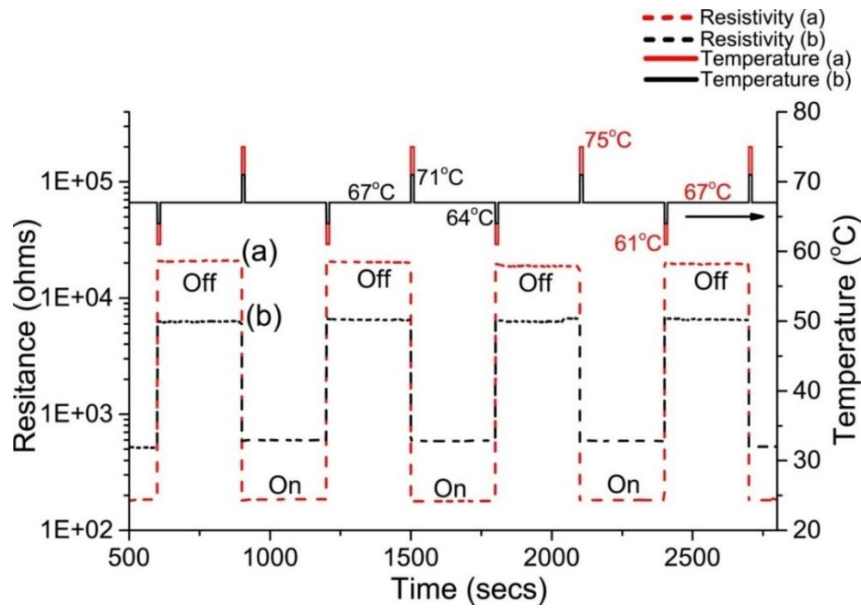 Resistivity (a)
Resistivity (b)
Temperature (a)
Temperature (b)
Resitance (ohms)
1E+05
1E+04
1E+03
1E+02
75°C
67°C
71°C
67°C
64°C
61°C
(a)
Off
Off
Off
Off
(b)
On
On
On
80
70
60
50
40
30
20
Temperature (°C)
500
1000
1500
2000
2500
Time (secs)